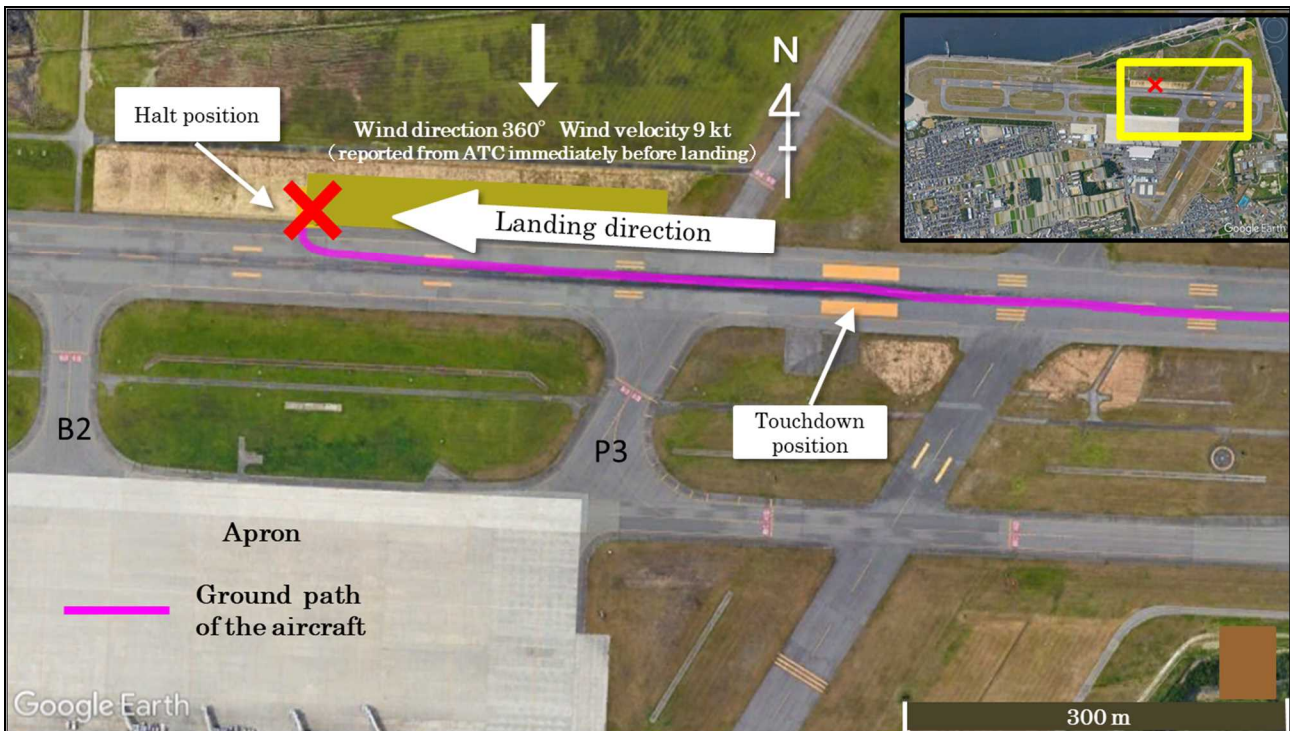 N
Halt position
Wind direction 360° Wind velocity 9 kt
(reported from ATC immediately before landing)
Landing direction
Google Earth
B2
P3
Touchdown
position
Apron
Ground path
of the aircraft
Google Earth
300 m